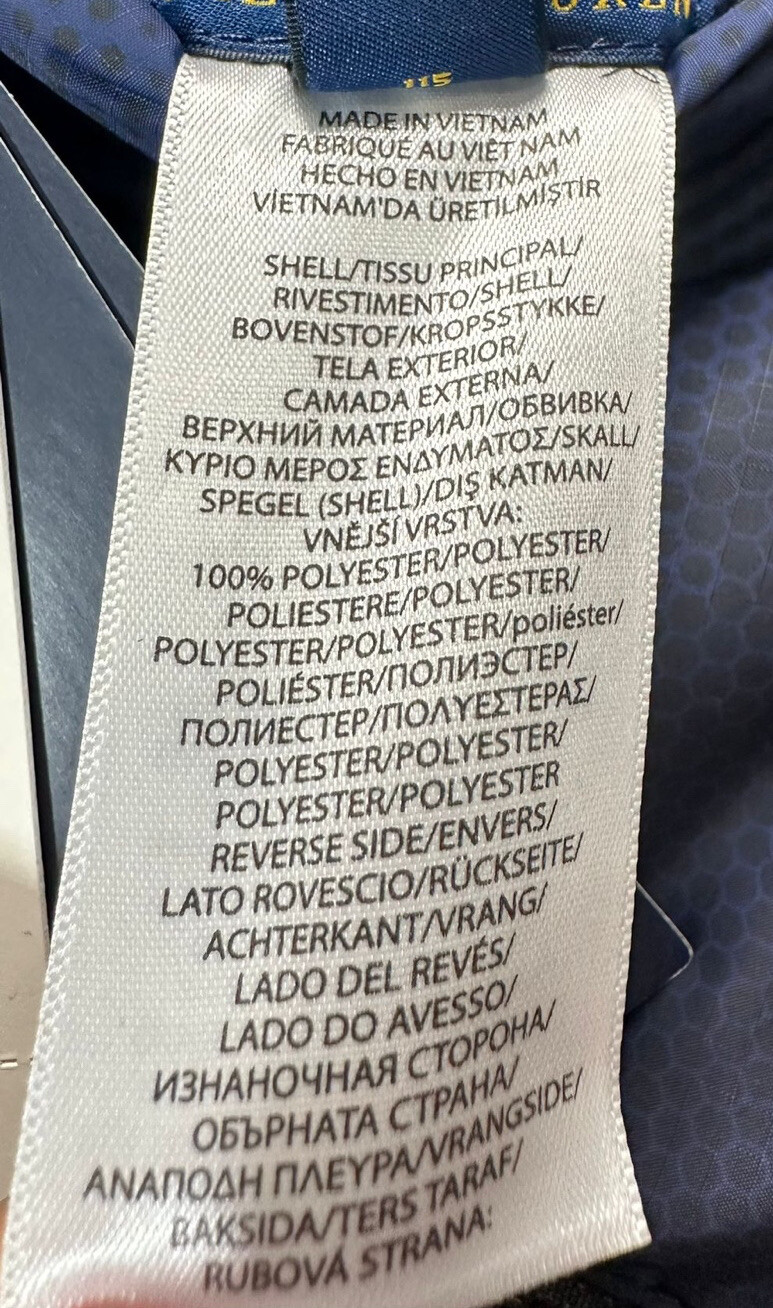 115
MADE IN VIETNAM
FABRIQUÉ AU VIÊT NAM
HECHO EN VIETNAM
VİETNAM'DA ÜRETİLMİŞTİR
SHELL/TISSU PRINCIPAL/
RIVESTIMENTO/SHELL/
BOVENSTOF/KROPSSTYKKE/
TELA EXTERIOR/
CAMADA EXTERNA/
ВЕРХНИЙ МАТЕРИАЛ/ОБВИВКА/
ΚΥΡΙΟ ΜΕΡΟΣ ΕΝΔΥΜΑΤΟΣ/SKALL/
SPEGEL (SHELL)/DIŞ KATMAN/
VNĚJŠÍ VRSTVA:
100% POLYESTER/POLYESTER/
POLIESTERE/POLYESTER/
POLYESTER/POLYESTER/poliéster/
POLIÉSTER/ПОЛИЭСТЕР/
ПОЛИЕСТЕР/ΠΟΛΥΕΣΤΕΡΑΣ/
POLYESTER/POLYESTER/
POLYESTER/POLYESTER
REVERSE SIDE/ENVERS/
LATO ROVESCIO/RÜCKSEITE/
ACHTERKANT/VRANG/
LADO DEL REVÉS/
LADO DO AVESSO/
ИЗНАНОЧНАЯ СТОРОНА/
ОБЪРНАТА СТРАНА/
ΑΝΑΠΟΔΗ ΠΛΕΥΡΑ/VRANGSIDE/
BAKSIDA/TERS TARAF/
RUBOVÁ STRANA: